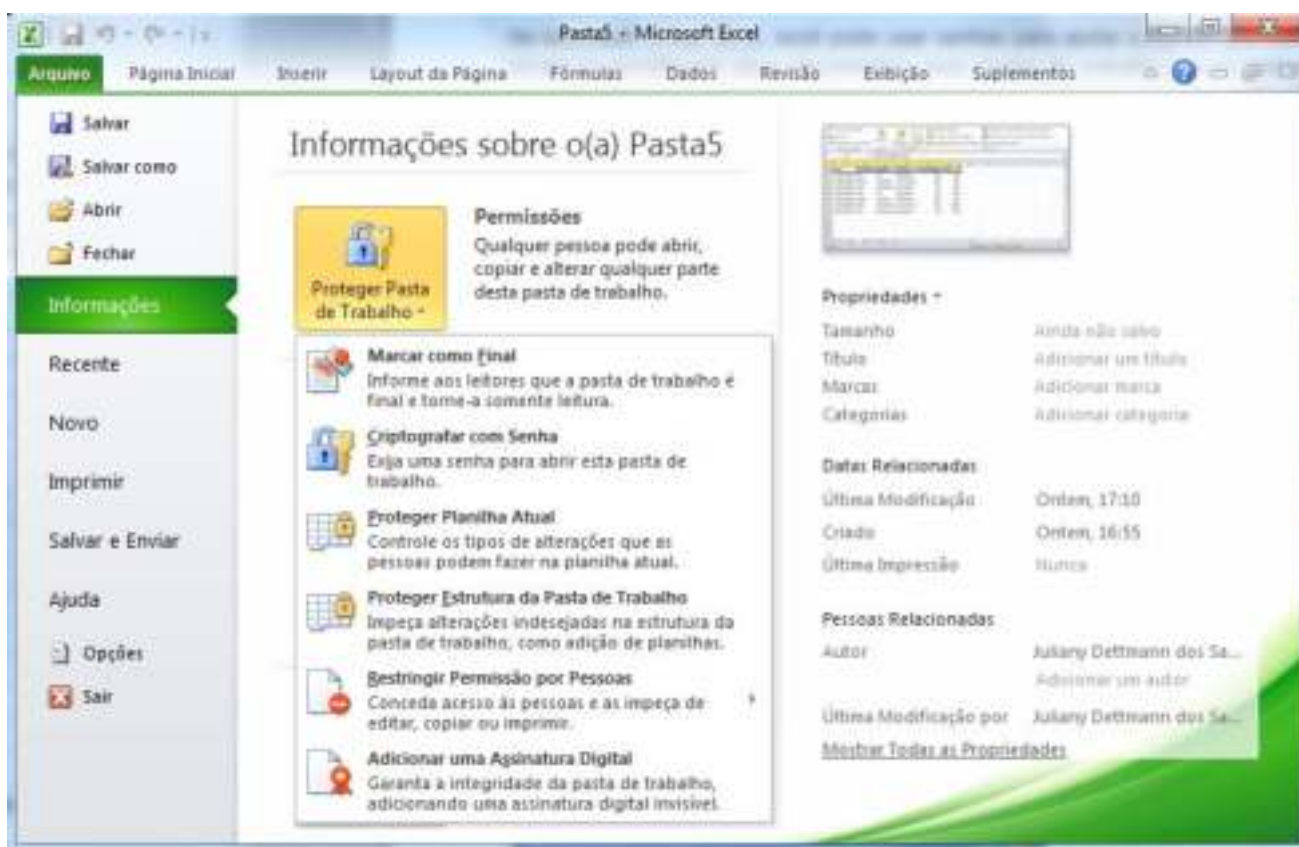 Pasta5 - Microsoft Excel
Arquivo Página Inicial Inserir Layout da Página Fórmulas Dados Revisão Exibição Suplementos
Salvar
Salvar como
Abrir
Fechar
Informações
Recente
Novo
Imprimir
Salvar e Enviar
Ajuda
Opções
Sair
Informações sobre o(a) Pasta5
Proteger Pasta
de Trabalho
Permissões
Qualquer pessoa pode abrir,
copiar e alterar qualquer parte
desta pasta de trabalho.
Marcar como Final
Informe aos leitores que a pasta de trabalho é
final e torne-a somente leitura.
Criptografar com Senha
Exija uma senha para abrir esta pasta de
trabalho.
Proteger Planilha Atual
Controle os tipos de alterações que as
pessoas podem fazer na planilha atual.
Proteger Estrutura da Pasta de Trabalho
Impeça alterações indesejadas na estrutura da
pasta de trabalho, como adição de planilhas.
Restringir Permissão por Pessoas
Conceda acesso às pessoas e as impeça de
editar, copiar ou imprimir.
Adicionar uma Assinatura Digital
Garanta a integridade da pasta de trabalho,
adicionando uma assinatura digital invisível.
Propriedades
Tamanho Ainda não salvo
Título Adicionar um título
Marcas Adicionar marca
Categorias Adicionar categoria
Datas Relacionadas
Última Modificação Ontem, 17:10
Criado Ontem, 16:55
Última Impressão Nunca
Pessoas Relacionadas
Autor Juliany Dettmann dos Sa...
Adicionar um autor
Última Modificação por Juliany Dettmann dos Sa...
Mostrar Todas as Propriedades